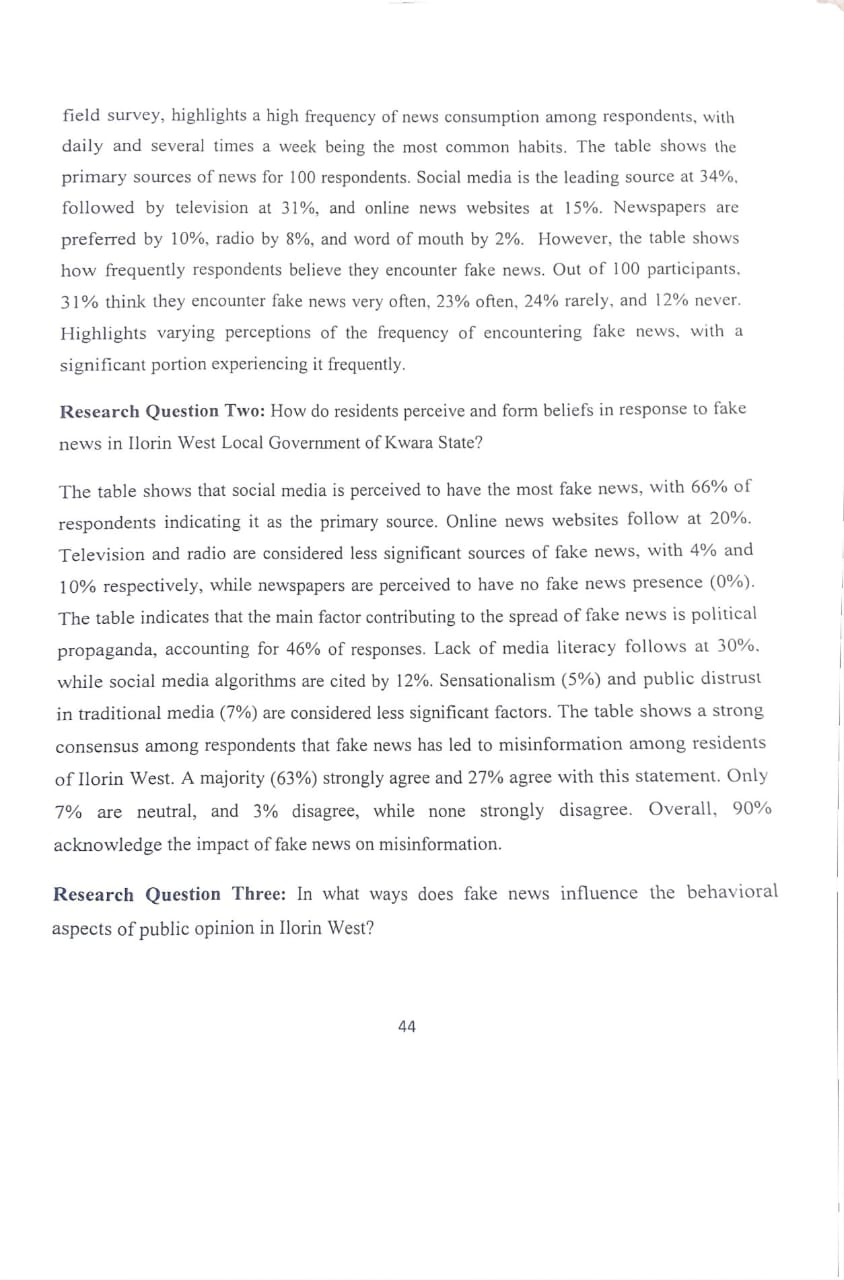 field survey, highlights a high frequency of news consumption among respondents, with
daily and several times a week being the most common habits. The table shows the
primary sources of news for 100 respondents. Social media is the leading source at 34%,
followed by television at 31%, and online news websites at 15%. Newspapers are
preferred by 10%, radio by 8%, and word of mouth by 2%. However, the table shows
how frequently respondents believe they encounter fake news. Out of 100 participants,
31% think they encounter fake news very often, 23% often, 24% rarely, and 12% never.
Highlights varying perceptions of the frequency of encountering fake news, with a
significant portion experiencing it frequently.
Research Question Two: How do residents perceive and form beliefs in response to fake
news in Ilorin West Local Government of Kwara State?
The table shows that social media is perceived to have the most fake news, with 66% of
respondents indicating it as the primary source. Online news websites follow at 20%.
Television and radio are considered less significant sources of fake news, with 4% and
10% respectively, while newspapers are perceived to have no fake news presence (0%).
The table indicates that the main factor contributing to the spread of fake news is political
propaganda, accounting for 46% of responses. Lack of media literacy follows at 30%,
while social media algorithms are cited by 12%. Sensationalism (5%) and public distrust
in traditional media (7%) are considered less significant factors. The table shows a strong
consensus among respondents that fake news has led to misinformation among residents
of Ilorin West. A majority (63%) strongly agree and 27% agree with this statement. Only
7% are neutral, and 3% disagree, while none strongly disagree. Overall, 90%
acknowledge the impact of fake news on misinformation.
Research Question Three: In what ways does fake news influence the behavioral
aspects of public opinion in Ilorin West?
44